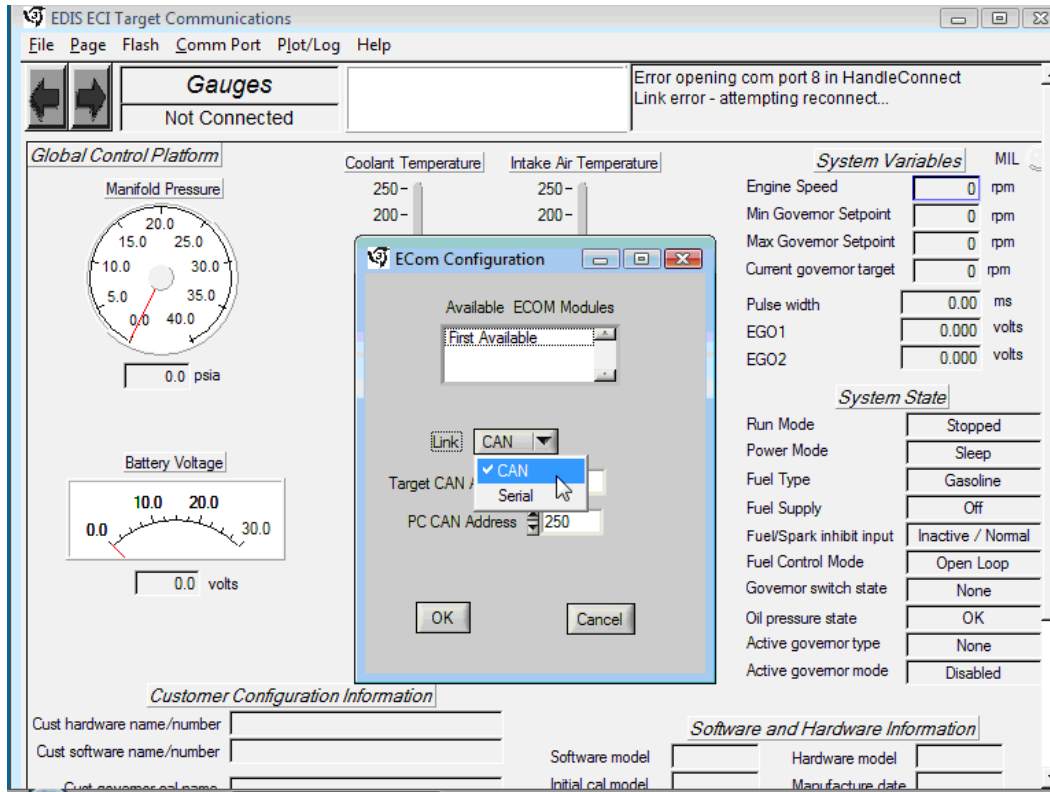 EDIS ECI Target Communications
File Page Flash Comm Port Plot/Log Help
Gauges
Not Connected
Error opening com port 8 in HandleConnect
Link error - attempting reconnect...
Global Control Platform
Manifold Pressure
20.0
15.0 25.0
10.0 30.0
5.0 35.0
0.0 40.0
0.0 psia
Battery Voltage
10.0 20.0
0.0 30.0
0.0 volts
Coolant Temperature
250
200
Intake Air Temperature
250
200
ECom Configuration
Available ECOM Modules
First Available
Link CAN
CAN
Serial
Target CAN
PC CAN Address 250
OK Cancel
System Variables MIL
Engine Speed 0 rpm
Min Governor Setpoint 0 rpm
Max Governor Setpoint 0 rpm
Current governor target 0 rpm
Pulse width 0.00 ms
EGO1 0.000 volts
EGO2 0.000 volts
System State
Run Mode Stopped
Power Mode Sleep
Fuel Type Gasoline
Fuel Supply Off
Fuel/Spark inhibit input Inactive / Normal
Fuel Control Mode Open Loop
Governor switch state None
Oil pressure state OK
Active governor type None
Active governor mode Disabled
Customer Configuration Information
Cust hardware name/number
Cust software name/number
Cust governor cal name
Software and Hardware Information
Software model Hardware model
Initial cal model Manufacture date